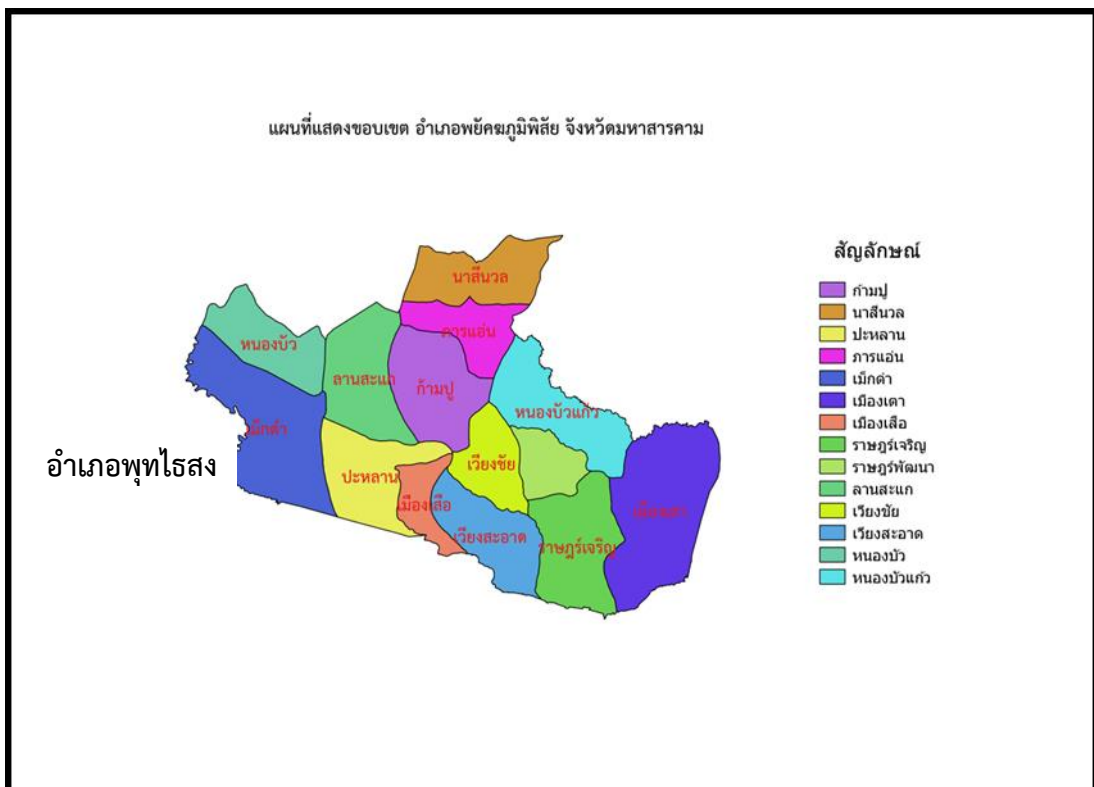 แผนที่แสดงขอบเขต อำเภอพยัคฆภูมิพิสัย จังหวัดมหาสารคาม
สัญลักษณ์
ก้ามปู
นาสีนวล
ปะหลาน
ภารแอ่น
เม็กดำ
เมืองเตา
เมืองเสือ
ราษฎร์เจริญ
ราษฎร์พัฒนา
ลานสะแก
เวียงชัย
เวียงสะอาด
หนองบัว
หนองบัวแก้ว
นาสีนวล
ภารแอ่น
หนองบัว
ลานสะแก
ก้ามปู
หนองบัวแก้ว
เม็กดำ
อำเภอพุทไธสง
ปะหลาน
เวียงชัย
เมืองเสือ
เมืองเตา
เวียงสะอาด
ราษฎร์เจริญ